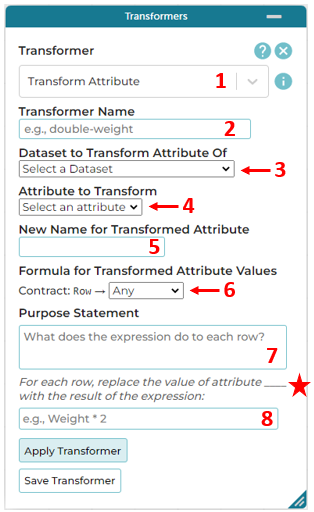 Transformers
Transformer
?
Transform Attribute 1 i
Transformer Name
e.g., double-weight 2
Dataset to Transform Attribute Of
Select a Dataset 3
Attribute to Transform
Select an attribute 4
New Name for Transformed Attribute
5
Formula for Transformed Attribute Values
Contract: Row → Any 6
Purpose Statement
What does the expression do to each row?
7
For each row, replace the value of attribute ____
with the result of the expression:
e.g., Weight * 2 8
Apply Transformer
Save Transformer